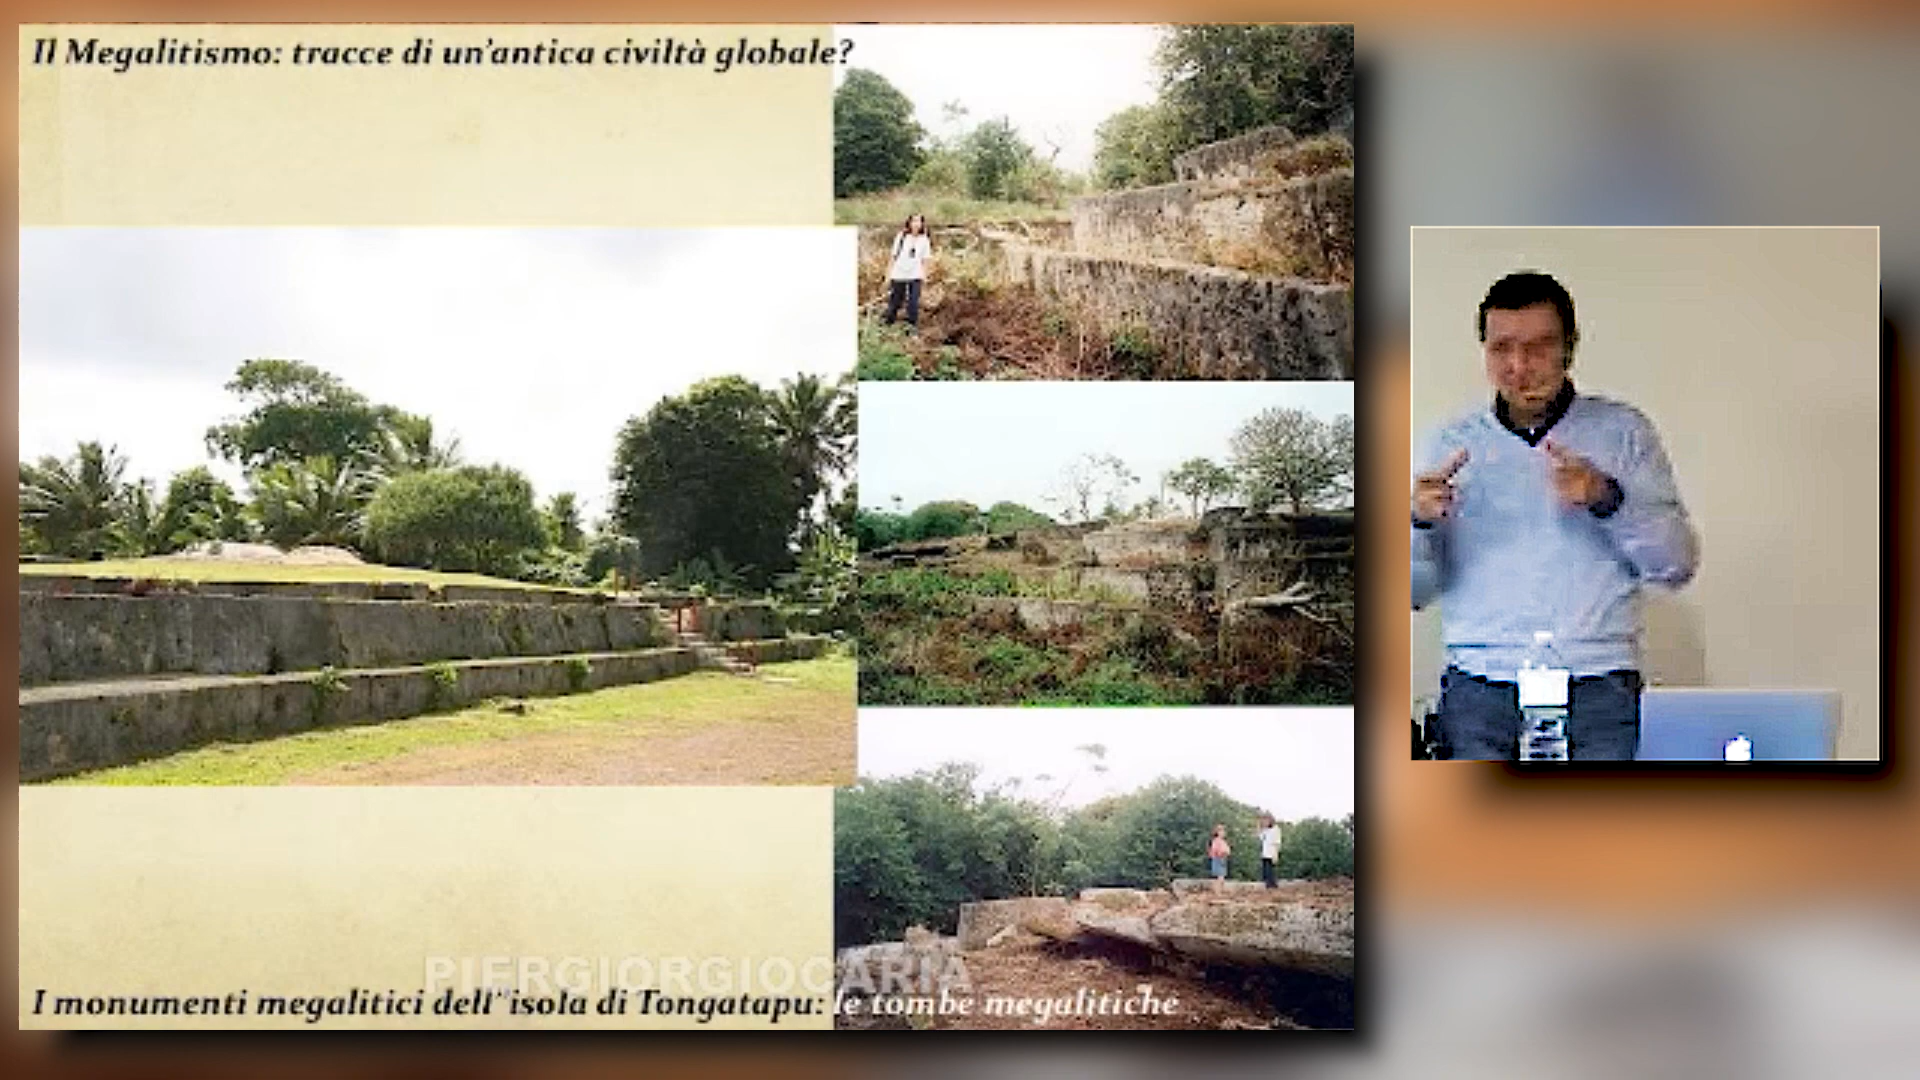 Il Megalitismo: tracce di un'antica civiltà globale?
PIERGIORGIOCARIA
I monumenti megalitici dell''isola di Tongatapu: le tombe megalitiche